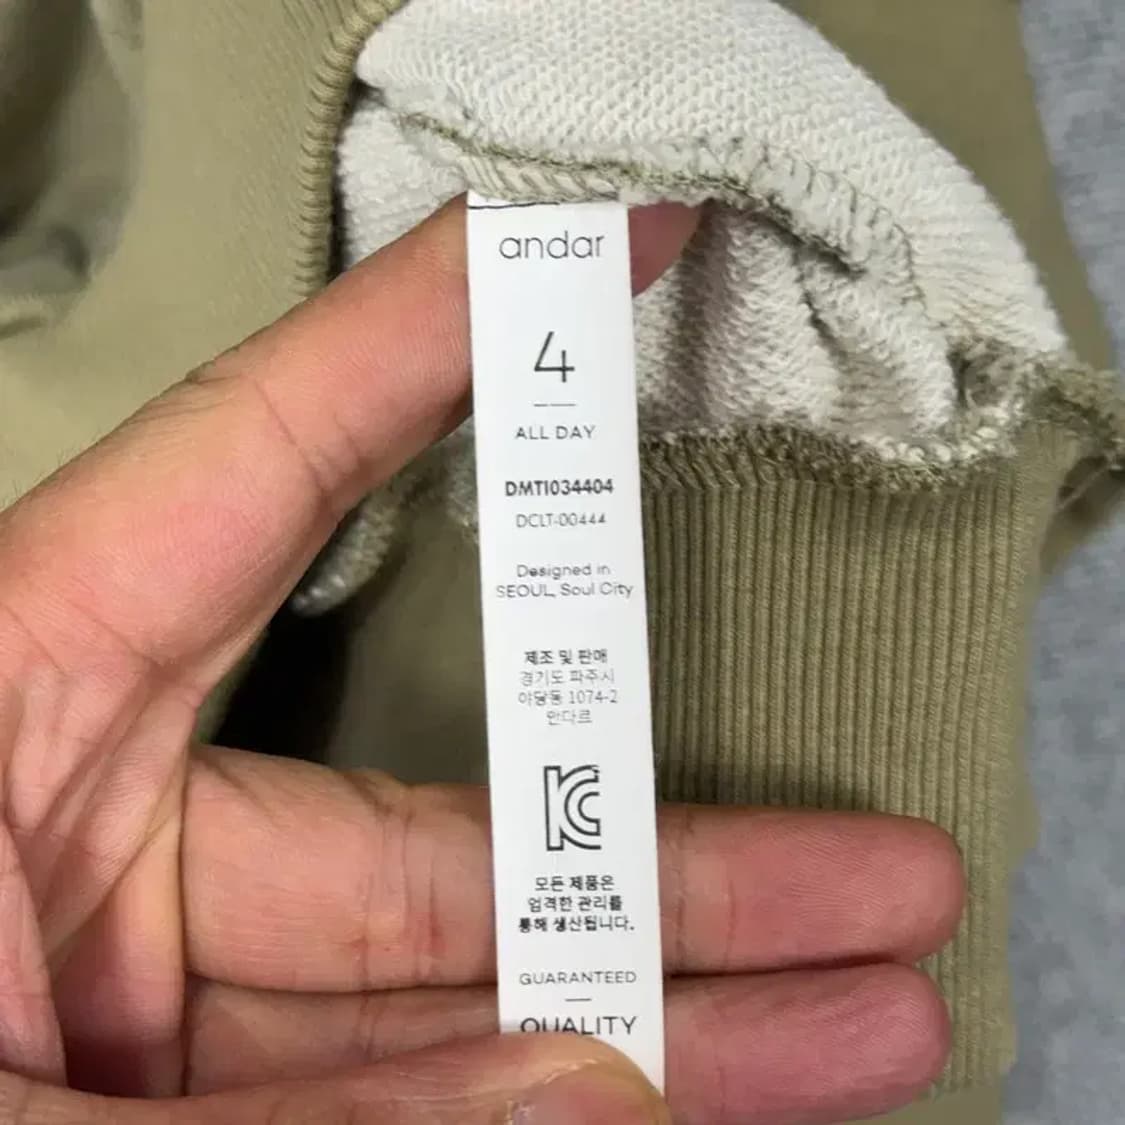 andar
4
ALL DAY
DMTI034404
DCLT-00444
Designed in
SEOUL, Soul City
제조 및 판매
경기도 파주시
야당동 1074-2
안다르
KC
모든 제품은
엄격한 관리를
통해 생산됩니다.
GUARANTEED
QUALITY